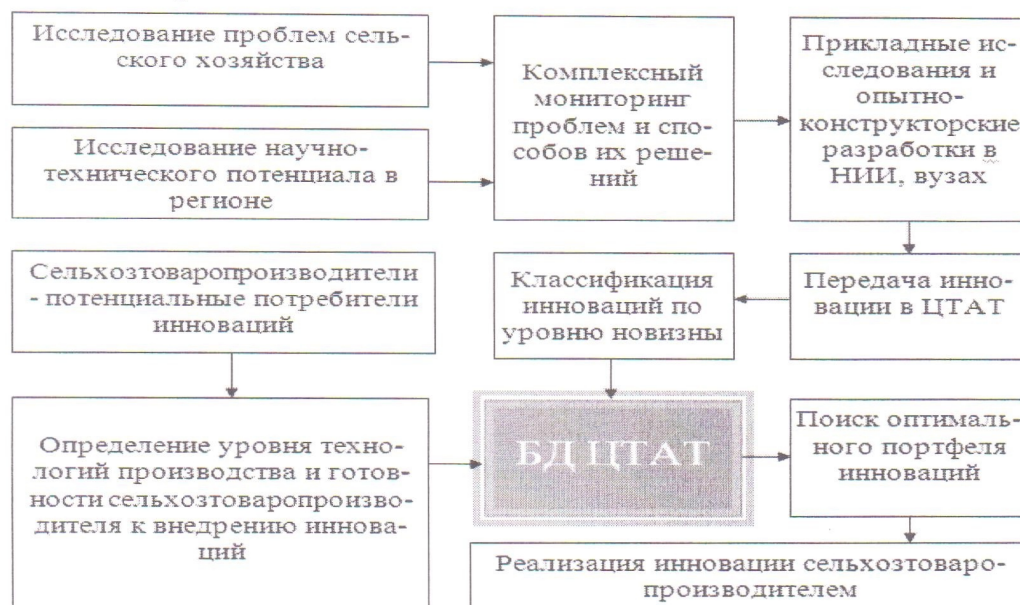 Исследование проблем сель-
ского хозяйства
Исследование научно-
технического потенциала в
регионе
Комплексный
мониторинг
проблем и спо-
собов их реше-
ний
Прикладные ис-
следования и
опытно-
конструкторские
разработки в
НИИ, вузах
Сельхозтоваропроизводители
- потенциальные потребители
инноваций
Классификация
инноваций по
уровню новизны
Передача инно-
вации в ЦТАТ
Определение уровня техно-
логий производства и готов-
ности сельхозтоваропроизво-
дителя к внедрению иннова-
ций
БД ЦТАТ
Поиск оптималь-
ного портфеля
инноваций
Реализация инновации сельхозтоваро-
производителем